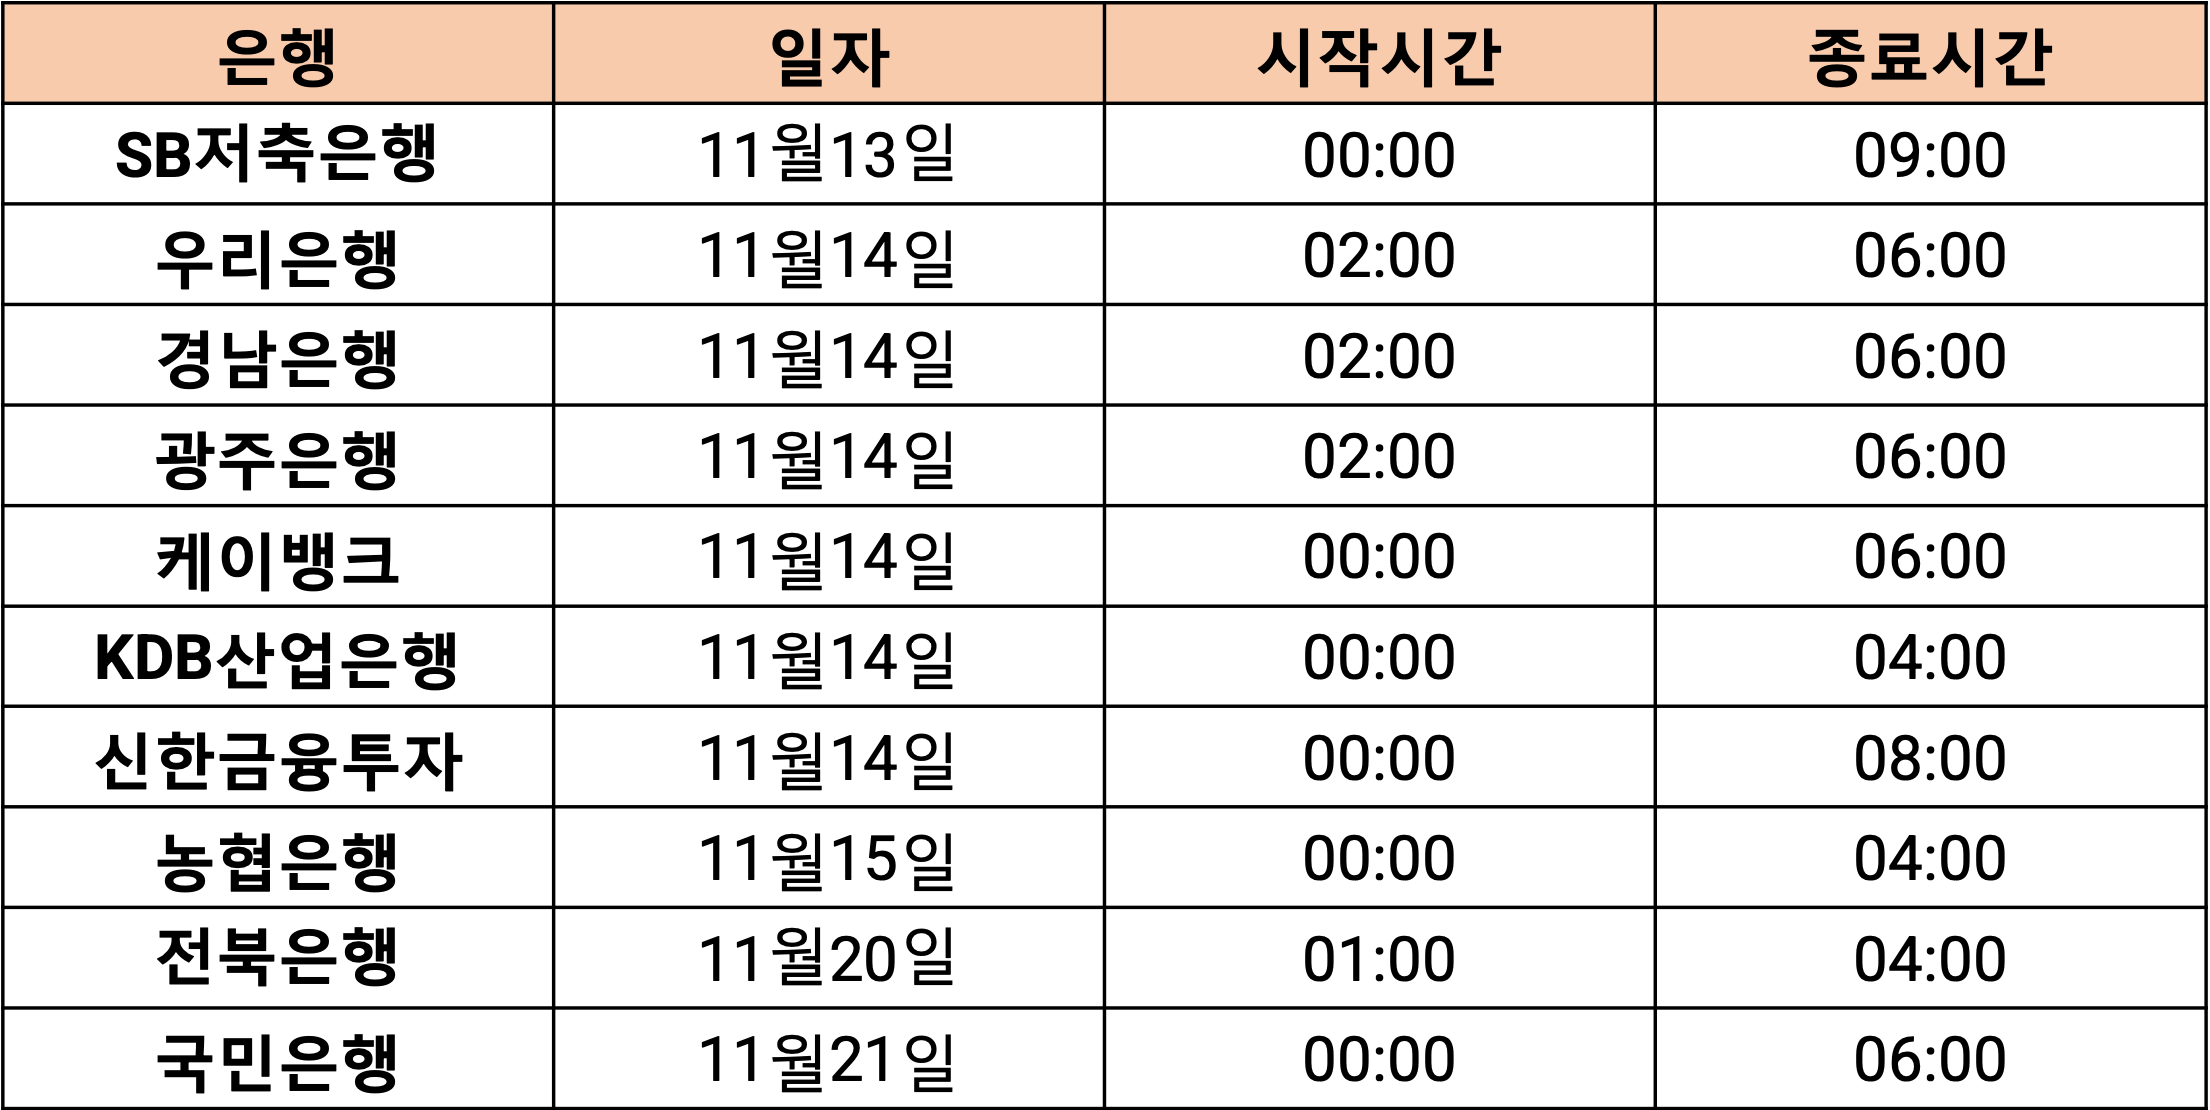 은행 일자 시작시간 종료시간
SB저축은행 11월13일 00:00 09:00
우리은행 11월14일 02:00 06:00
경남은행 11월14일 02:00 06:00
광주은행 11월14일 02:00 06:00
케이뱅크 11월14일 00:00 06:00
KDB산업은행 11월14일 00:00 04:00
신한금융투자 11월14일 00:00 08:00
농협은행 11월15일 00:00 04:00
전북은행 11월20일 01:00 04:00
국민은행 11월21일 00:00 06:00